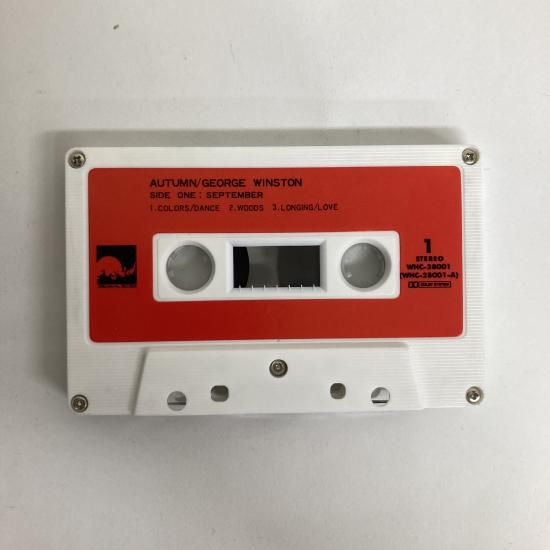 AUTUMN/GEORGE WINSTON
SIDE ONE: SEPTEMBER
1.COLORS/DANCE 2.WOODS 3.LONGING/LOVE
1
STEREO
WHC-28001
(WHC-28001-A)
DOLBY SYSTEM